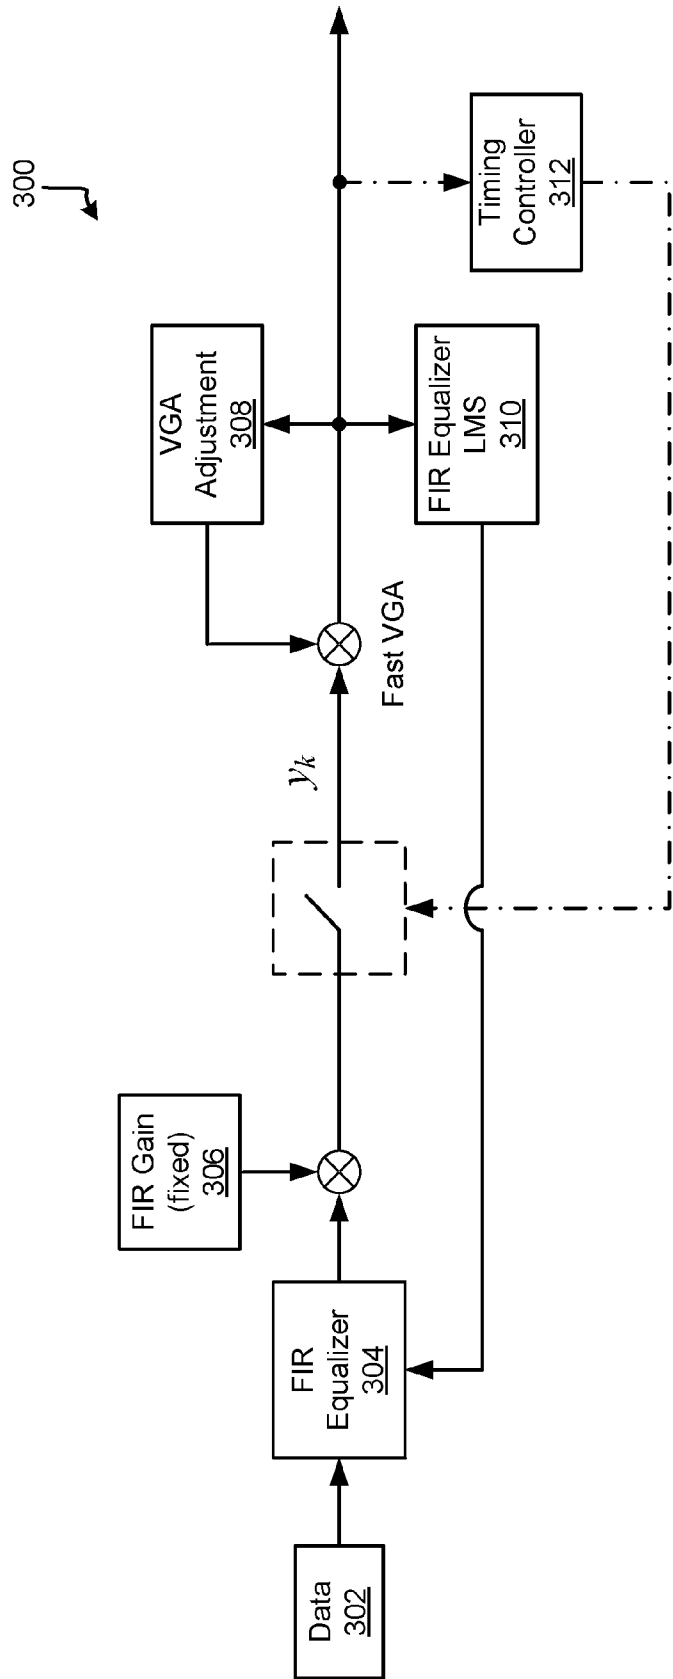 300
Data
302
FIR
Equalizer
304
FIR Gain
(fixed)
306
yk
Fast VGA
VGA
Adjustment
308
FIR Equalizer
LMS
310
Timing
Controller
312